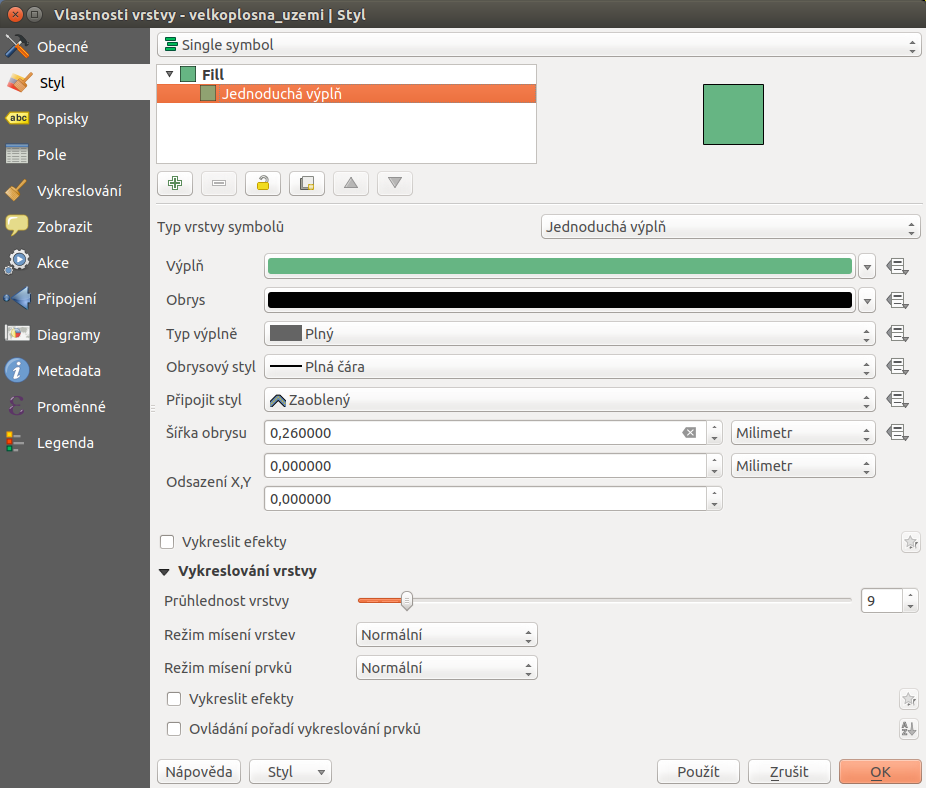 Vlastnosti vrstvy - velkoplosna_uzemi | Styl
Obecné
Styl
abc Popisky
Pole
Vykreslování
Zobrazit
Akce
Připojení
Diagramy
Metadata
Proměnné
Legenda
Single symbol
Fill
Jednoduchá výplň
Typ vrstvy symbolů Jednoduchá výplň
Výplň
Obrys
Typ výplně Plný
Obrysový styl Plná čára
Připojit styl Zaoblený
Šířka obrysu 0,260000 Milimetr
Odsazení X,Y 0,000000 Milimetr
0,000000
Vykreslit efekty
Vykreslování vrstvy
Průhlednost vrstvy 9
Režim mísení vrstev Normální
Režim mísení prvků Normální
Vykreslit efekty
Ovládání pořadí vykreslování prvků
Nápověda Styl Použít Zrušit OK